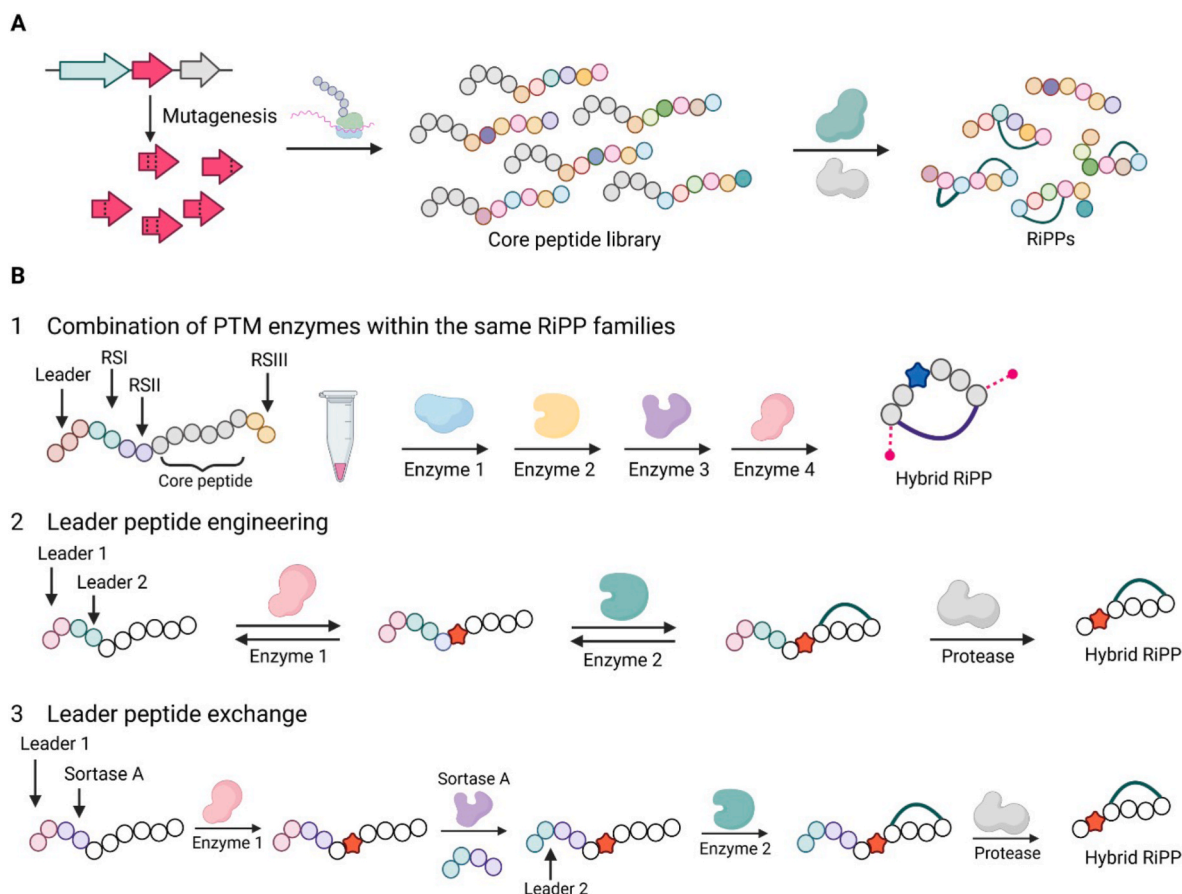 A
Mutagenesis
Core peptide library
RiPPs
B
1 Combination of PTM enzymes within the same RiPP families
Leader
RSI
RSII
RSIII
Core peptide
Enzyme 1
Enzyme 2
Enzyme 3
Enzyme 4
Hybrid RiPP
2 Leader peptide engineering
Leader 1
Leader 2
Enzyme 1
Enzyme 2
Protease
Hybrid RiPP
3 Leader peptide exchange
Leader 1
Sortase A
Enzyme 1
Sortase A
Leader 2
Enzyme 2
Protease
Hybrid RiPP